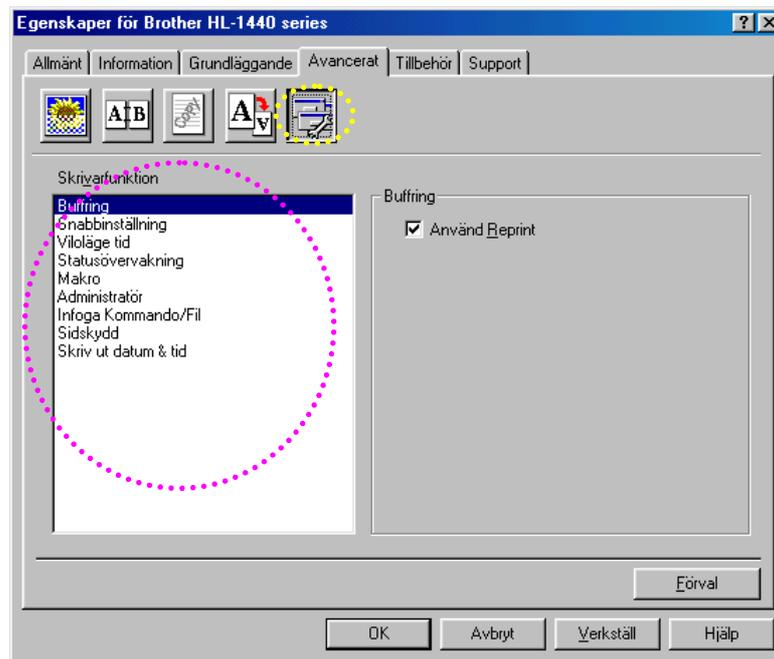 Egenskaper för Brother HL-1440 series
Allmänt Information Grundläggande Avancerat Tillbehör Support
A B COPY A A
Skrivarfunktion
Buffring
Snabbinställning
Viloläge tid
Statusövervakning
Makro
Administratör
Infoga Kommando/Fil
Sidskydd
Skriv ut datum & tid
Buffring
Använd Reprint
Förval
OK Avbryt Verkställ Hjälp